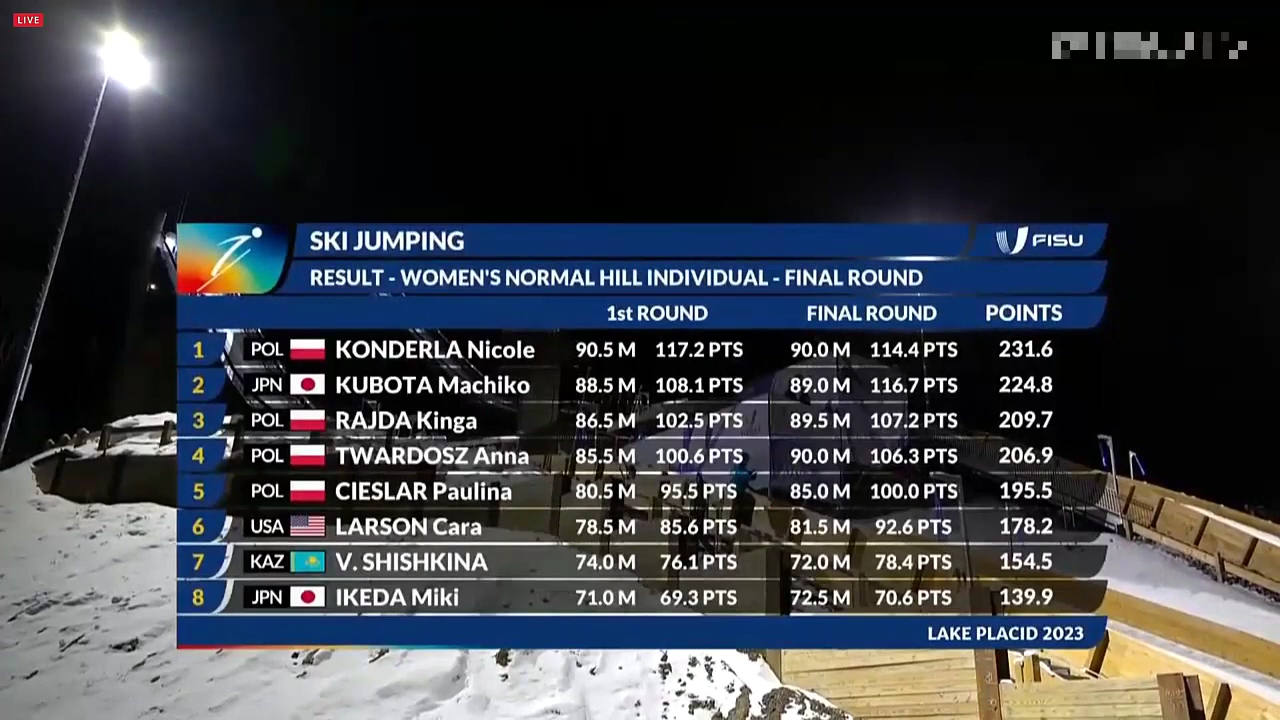 LIVE
SKI JUMPING FISU
RESULT - WOMEN'S NORMAL HILL INDIVIDUAL - FINAL ROUND
1st ROUND FINAL ROUND POINTS
1 POL KONDERLA Nicole 90.5 M 117.2 PTS 90.0 M 114.4 PTS 231.6
2 JPN KUBOTA Machiko 88.5 M 108.1 PTS 89.0 M 116.7 PTS 224.8
3 POL RAJDA Kinga 86.5 M 102.5 PTS 89.5 M 107.2 PTS 209.7
4 POL TWARDOSZ Anna 85.5 M 100.6 PTS 90.0 M 106.3 PTS 206.9
5 POL CIESLAR Paulina 80.5 M 95.5 PTS 85.0 M 100.0 PTS 195.5
6 USA LARSON Cara 78.5 M 85.6 PTS 81.5 M 92.6 PTS 178.2
7 KAZ V. SHISHKINA 74.0 M 76.1 PTS 72.0 M 78.4 PTS 154.5
8 JPN IKEDA Miki 71.0 M 69.3 PTS 72.5 M 70.6 PTS 139.9
LAKE PLACID 2023